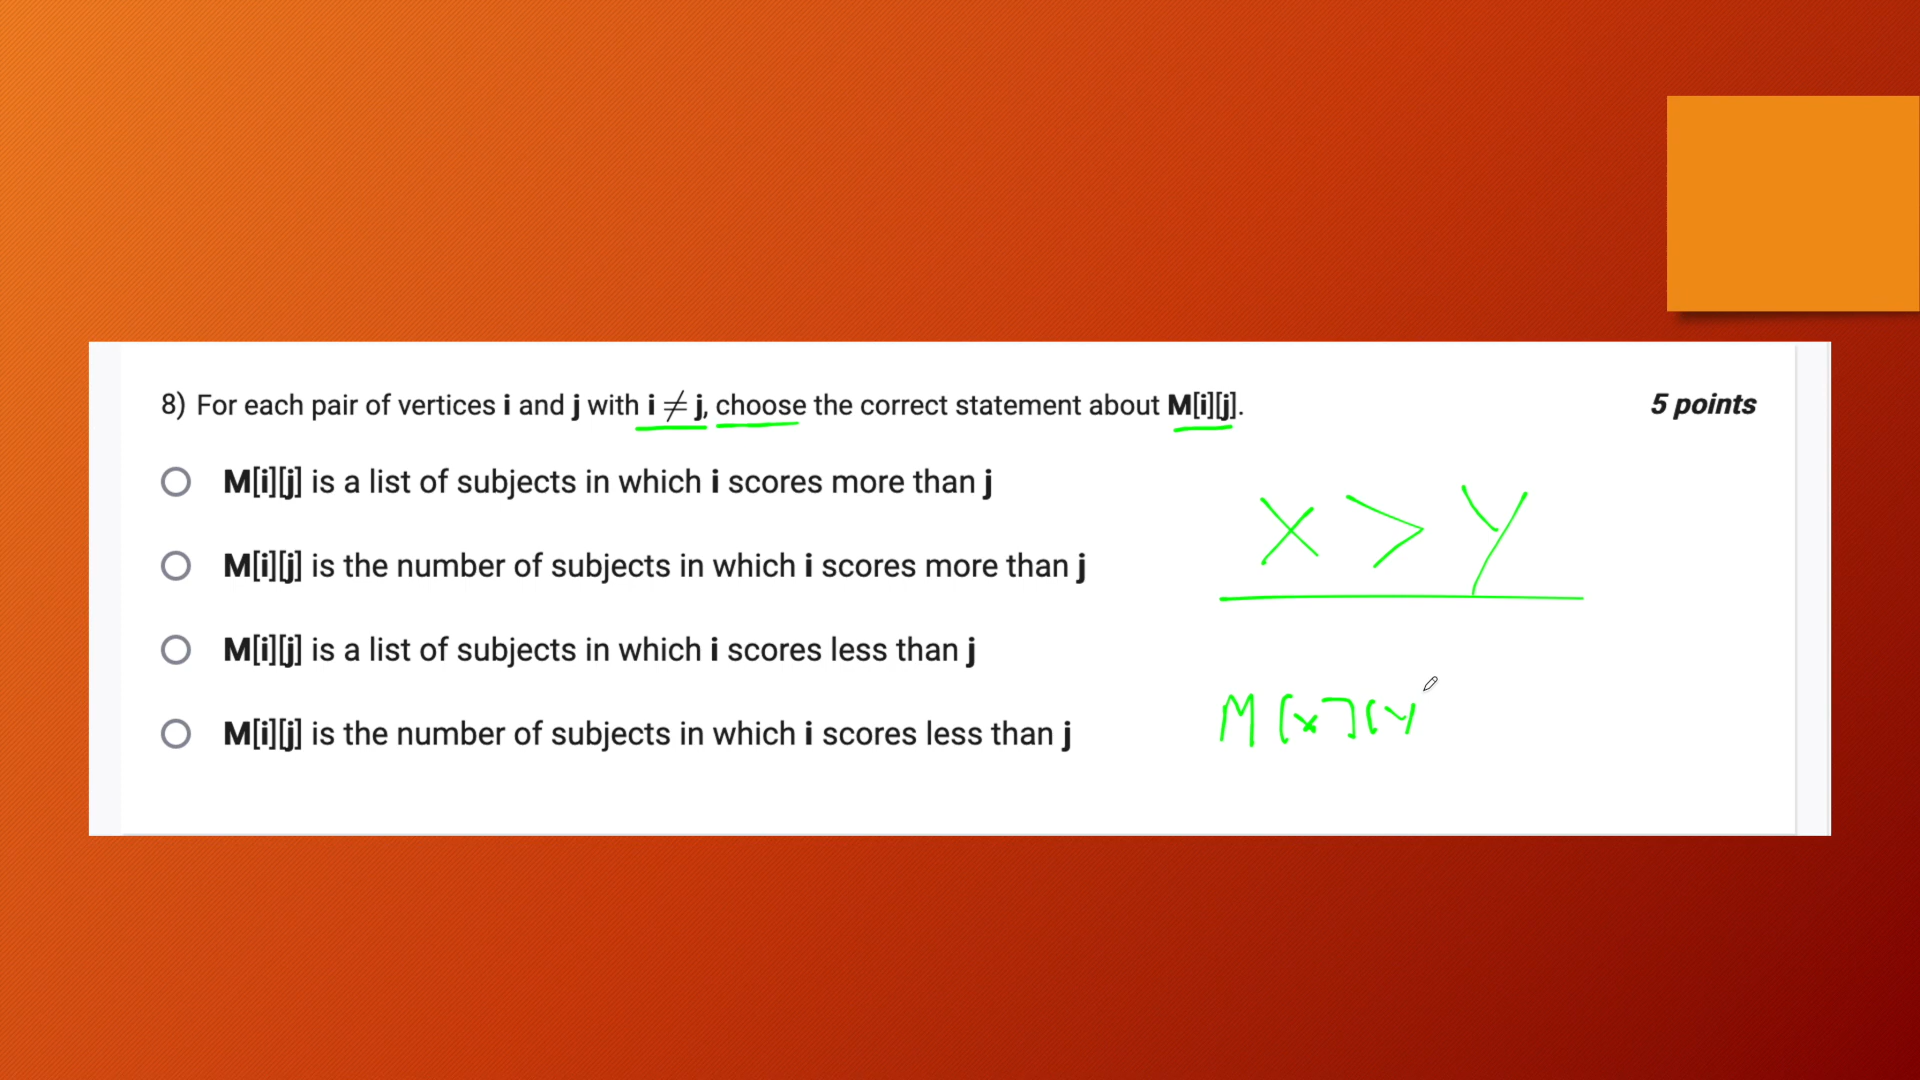 8) For each pair of vertices i and j with i ≠ j, choose the correct statement about M[i][j].
5 points
M[i][j] is a list of subjects in which i scores more than j
M[i][j] is the number of subjects in which i scores more than j
M[i][j] is a list of subjects in which i scores less than j
M[i][j] is the number of subjects in which i scores less than j
X > Y
M [x] [y